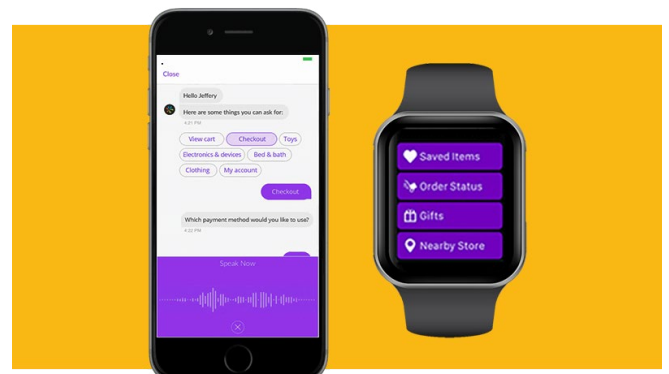 Close
Hello Jeffery
Here are some things you can ask for:
4:21 PM
View cart Checkout Toys
Electronics & devices Bed & bath
Clothing My account
Checkout
Which payment method would you like to use?
4:22 PM
Speak Now
Saved Items
Order Status
Gifts
Nearby Store